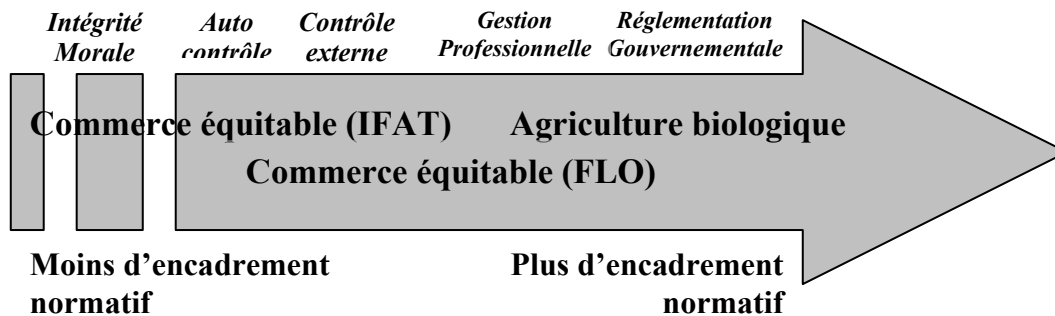 Intégrité Auto Contrôle Gestion Réglementation
Morale contrôle externe Professionnelle Gouvernementale
Commerce équitable (IFAT) Agriculture biologique
Commerce équitable (FLO)
Moins d’encadrement Plus d’encadrement
normatif normatif